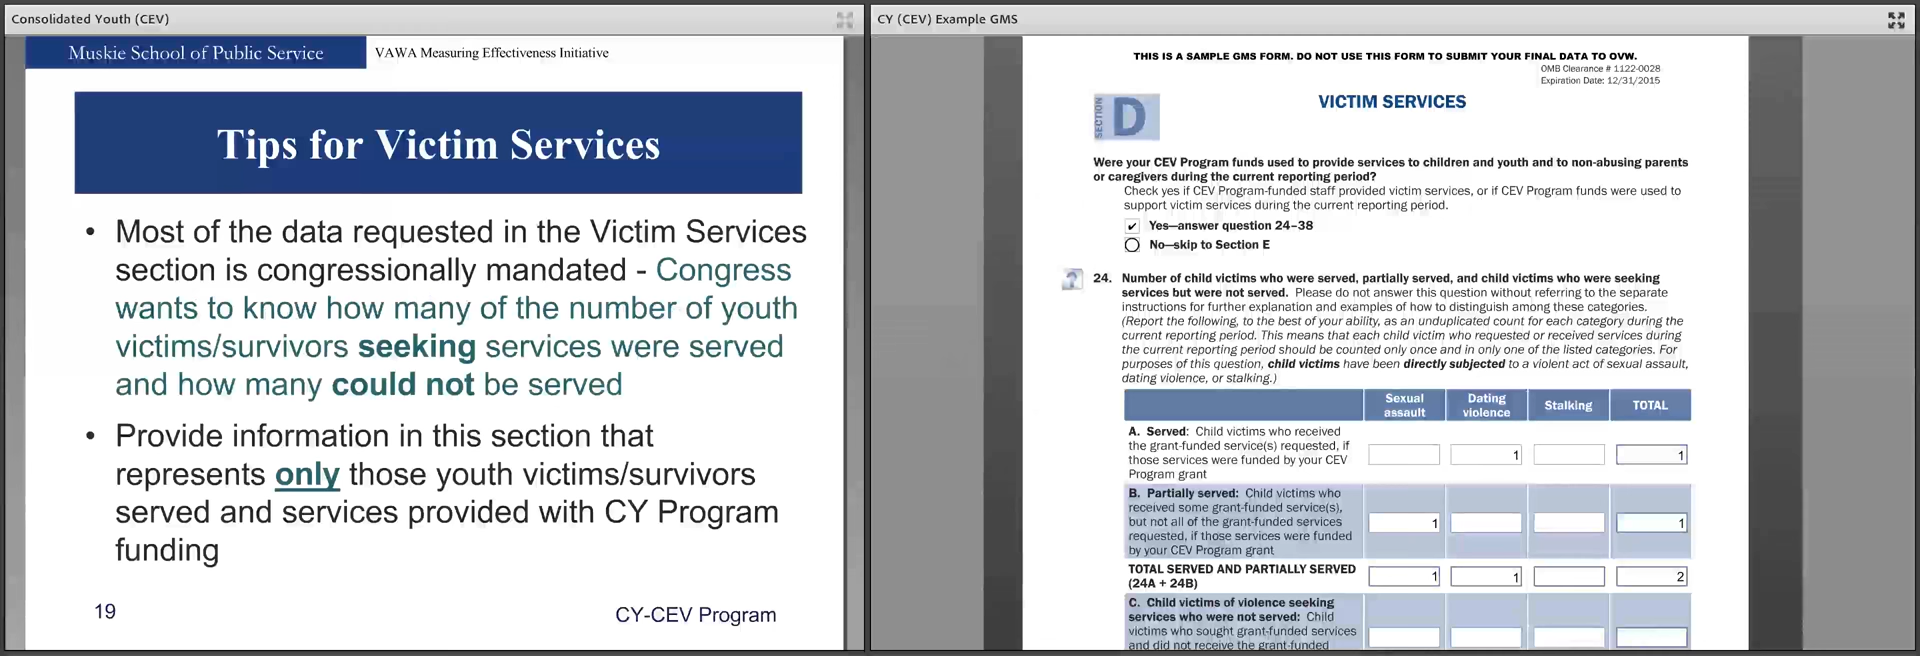 Consolidated Youth (CEV)
Muskie School of Public Service
VAWA Measuring Effectiveness Initiative
Tips for Victim Services
• Most of the data requested in the Victim Services
section is congressionally mandated - Congress
wants to know how many of the number of youth
victims/survivors seeking services were served
and how many could not be served
• Provide information in this section that
represents only those youth victims/survivors
served and services provided with CY Program
funding
19
CY-CEV Program
CY (CEV) Example GMS
THIS IS A SAMPLE GMS FORM. DO NOT USE THIS FORM TO SUBMIT YOUR FINAL DATA TO OVW.
OMB Clearance # 1122-0028
Expiration Date: 12/31/2015
SECTION
D
VICTIM SERVICES
Were your CEV Program funds used to provide services to children and youth and to non-abusing parents
or caregivers during the current reporting period?
Check yes if CEV Program-funded staff provided victim services, or if CEV Program funds were used to
support victim services during the current reporting period.
Yes—answer question 24–38
No—skip to Section E
?
24. Number of child victims who were served, partially served, and child victims who were seeking
services but were not served. Please do not answer this question without referring to the separate
instructions for further explanation and examples of how to distinguish among these categories.
(Report the following, to the best of your ability, as an unduplicated count for each category during the
current reporting period. This means that each child victim who requested or received services during
the current reporting period should be counted only once and in only one of the listed categories. For
purposes of this question, child victims have been directly subjected to a violent act of sexual assault,
dating violence, or stalking.)
Sexual assault Dating violence Stalking TOTAL
A. Served: Child victims who received
the grant-funded service(s) requested, if
those services were funded by your CEV
Program grant
1 1
B. Partially served: Child victims who
received some grant-funded service(s),
but not all of the grant-funded services
requested, if those services were funded
by your CEV Program grant
1 1
TOTAL SERVED AND PARTIALLY SERVED
(24A + 24B)
1 1 2
C. Child victims of violence seeking
services who were not served: Child
victims who sought grant-funded services
and did not receive the grant-funded